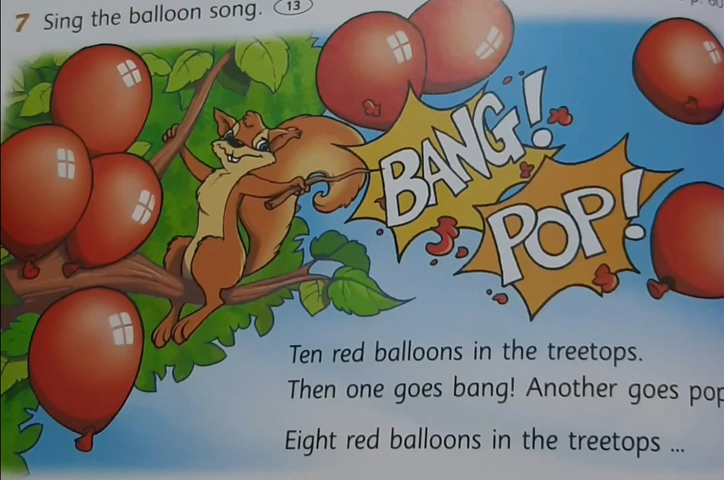 7 Sing the balloon song. 13
BANG!
POP!
Ten red balloons in the treetops.
Then one goes bang! Another goes pop
Eight red balloons in the treetops ...